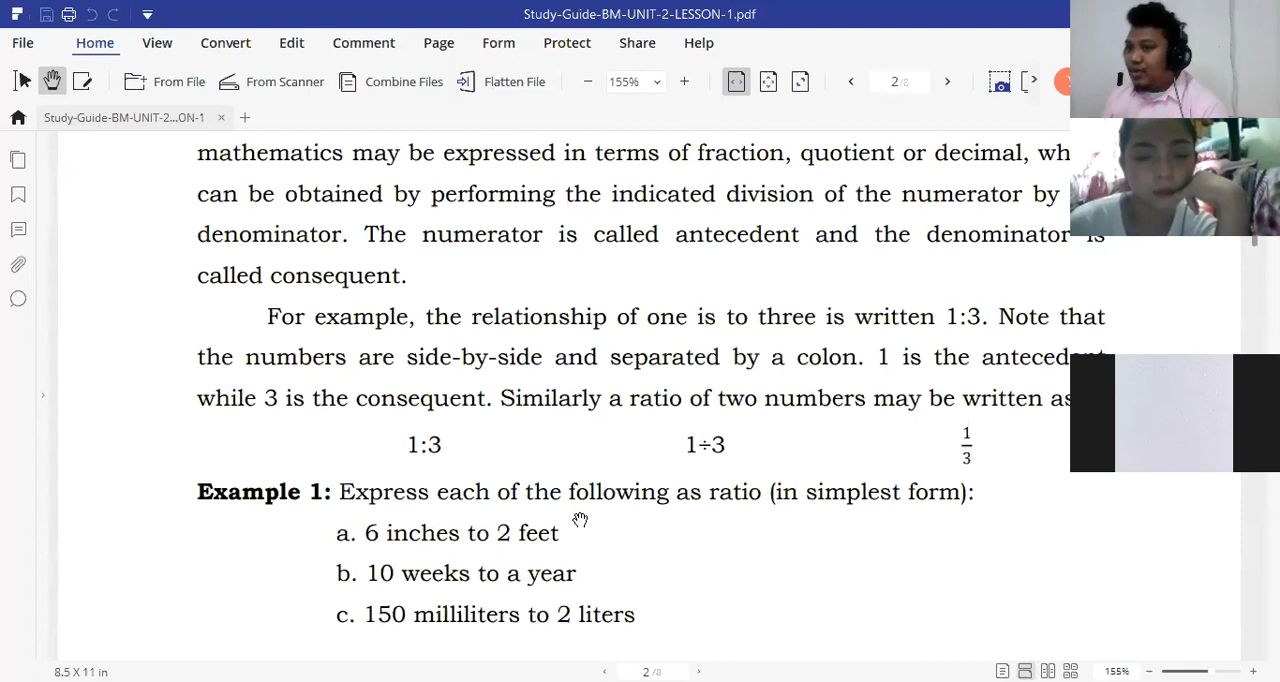 Study-Guide-BM-UNIT-2-LESSON-1.pdf
File Home View Convert Edit Comment Page Form Protect Share Help
From File From Scanner Combine Files Flatten File 155% 2/8
Study-Guide-BM-UNIT-2...ON-1
mathematics may be expressed in terms of fraction, quotient or decimal,
can be obtained by performing the indicated division of the numerator by
denominator. The numerator is called antecedent and the denominator is
called consequent.
For example, the relationship of one is to three is written 1:3. Note that
the numbers are side-by-side and separated by a colon. 1 is the antecedent
while 3 is the consequent. Similarly a ratio of two numbers may be written as
1:3 1÷3 1/3
Example 1: Express each of the following as ratio (in simplest form):
a. 6 inches to 2 feet
b. 10 weeks to a year
c. 150 milliliters to 2 liters
8.5 X 11 in 2/8 155%